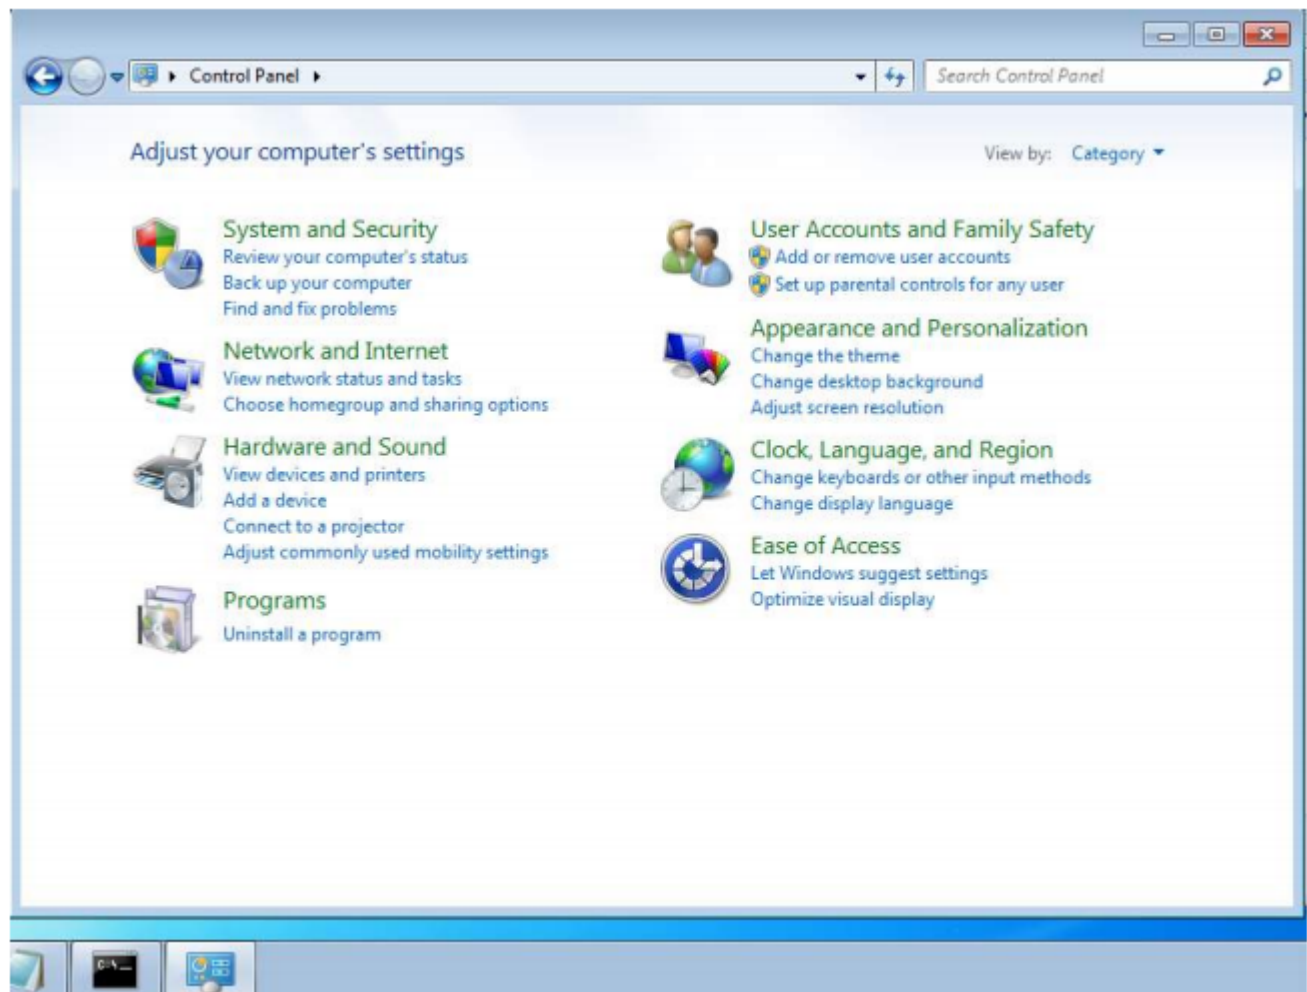 Control Panel
Search Control Panel
Adjust your computer's settings
View by: Category
System and Security
Review your computer's status
Back up your computer
Find and fix problems
Network and Internet
View network status and tasks
Choose homegroup and sharing options
Hardware and Sound
View devices and printers
Add a device
Connect to a projector
Adjust commonly used mobility settings
Programs
Uninstall a program
User Accounts and Family Safety
Add or remove user accounts
Set up parental controls for any user
Appearance and Personalization
Change the theme
Change desktop background
Adjust screen resolution
Clock, Language, and Region
Change keyboards or other input methods
Change display language
Ease of Access
Let Windows suggest settings
Optimize visual display
C:\_